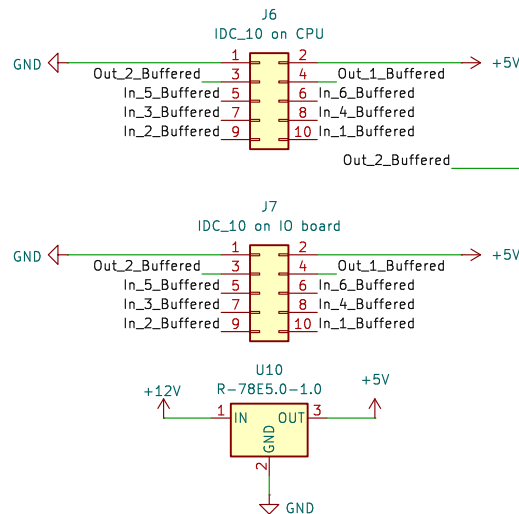 J6
IDC_10 on CPU
GND 1 2 +5V
Out_2_Buffered 3 4 Out_1_Buffered
In_5_Buffered 5 6 In_6_Buffered
In_3_Buffered 7 8 In_4_Buffered
In_2_Buffered 9 10 In_1_Buffered
Out_2_Buffered
J7
IDC_10 on IO board
GND 1 2 +5V
Out_2_Buffered 3 4 Out_1_Buffered
In_5_Buffered 5 6 In_6_Buffered
In_3_Buffered 7 8 In_4_Buffered
In_2_Buffered 9 10 In_1_Buffered
U10
R-78E5.0-1.0
+12V +5V
1 IN OUT 3
GND
2
GND